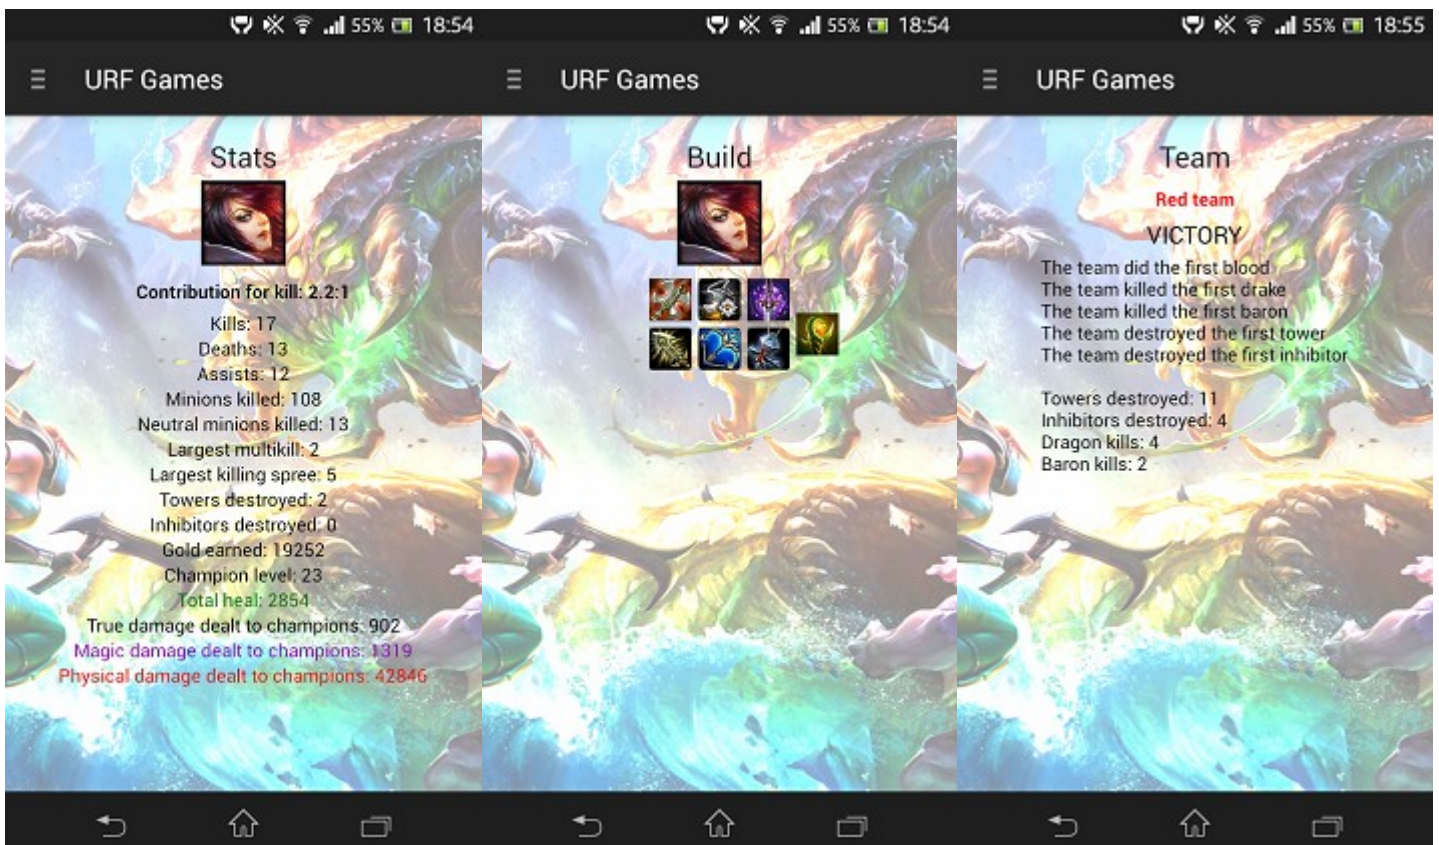 55% 18:54
URF Games
Stats
Contribution for kill: 2.2:1
Kills: 17
Deaths: 13
Assists: 12
Minions killed: 108
Neutral minions killed: 13
Largest multikill: 2
Largest killing spree: 5
Towers destroyed: 2
Inhibitors destroyed: 0
Gold earned: 19252
Champion level: 23
Total heal: 2854
True damage dealt to champions: 902
Magic damage dealt to champions: 1319
Physical damage dealt to champions: 42846
55% 18:54
URF Games
Build
55% 18:55
URF Games
Team
Red team
VICTORY
The team did the first blood
The team killed the first drake
The team killed the first baron
The team destroyed the first tower
The team destroyed the first inhibitor
Towers destroyed: 11
Inhibitors destroyed: 4
Dragon kills: 4
Baron kills: 2